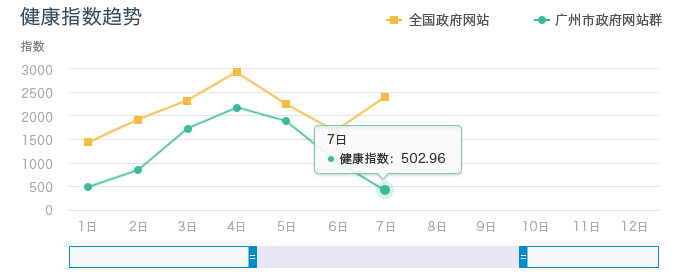 健康指数趋势
全国政府网站
广州市政府网站群
指数
3000
2500
2000
1500
1000
500
0
7日
健康指数：502.96
1日 2日 3日 4日 5日 6日 7日 8日 9日 10日 11日 12日